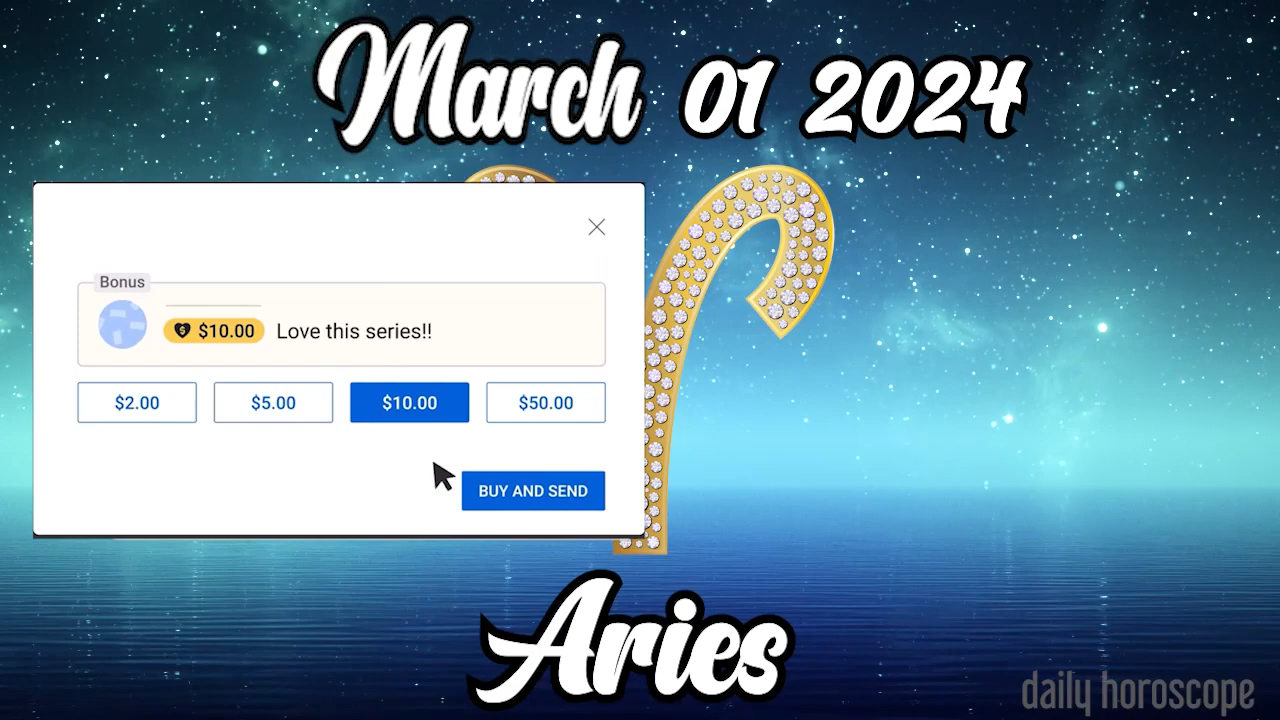 March 01 2024
Bonus
$10.00 Love this series!!
$2.00 $5.00 $10.00 $50.00
BUY AND SEND
Aries
daily horoscope